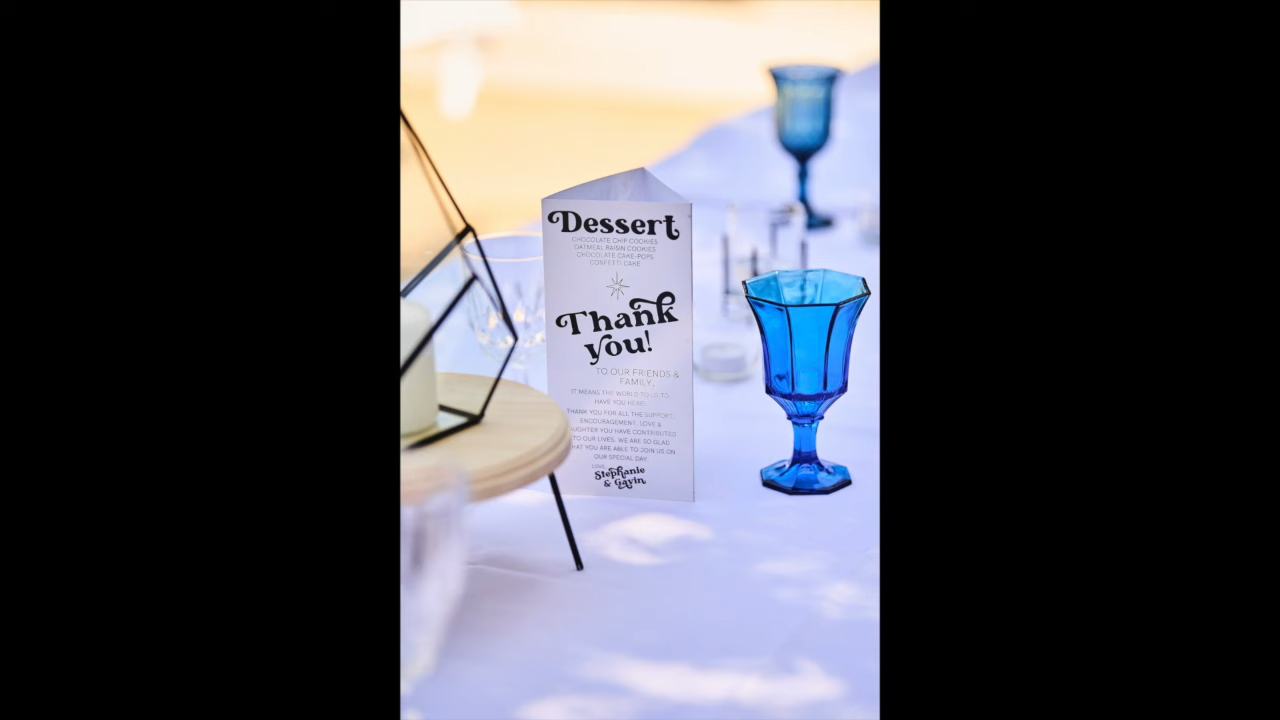 Dessert
CHOCOLATE CHIP COOKIES
OATMEAL RAISIN COOKIES
CHOCOLATE CAKE-POPS
CONFETTI CAKE
Thank
you!
TO OUR FRIENDS &
FAMILY,
IT MEANS THE WORLD TO US TO
HAVE YOU HERE!
THANK YOU FOR ALL THE SUPPORT,
ENCOURAGEMENT, LOVE &
AUGHTER YOU HAVE CONTRIBUTED
TO OUR LIVES. WE ARE SO GLAD
HAT YOU ARE ABLE TO JOIN US ON
OUR SPECIAL DAY.
LOVE,
Stephanie
& Gavin